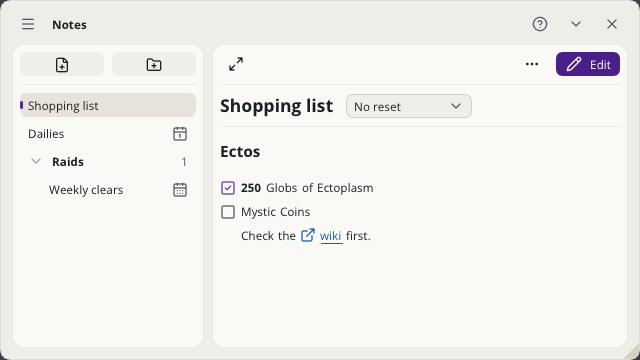 Notes
Edit
Shopping list
Dailies
Raids 1
Weekly clears
Shopping list No reset
Ectos
250 Globs of Ectoplasm
Mystic Coins
Check the wiki first.